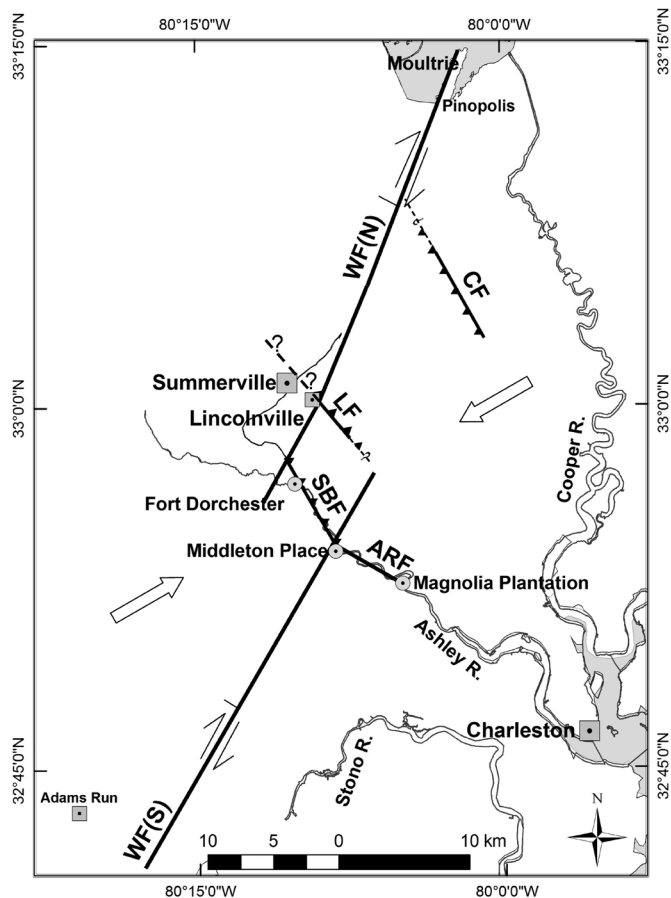 80°15'0"W
80°0'0"W
33°15'0"N
33°15'0"N
Moultrie
Pinopolis
WF(N)
CF
?
Summerville
?
33°0'0"N
33°0'0"N
Lincolnville
LF
?
Cooper R.
SBF
Fort Dorchester
Middleton Place
ARF
Magnolia Plantation
Ashley R.
Charleston
Stono R.
32°45'0"N
32°45'0"N
Adams Run
N
WF(S)
10 5 0 10 km
80°15'0"W
80°0'0"W